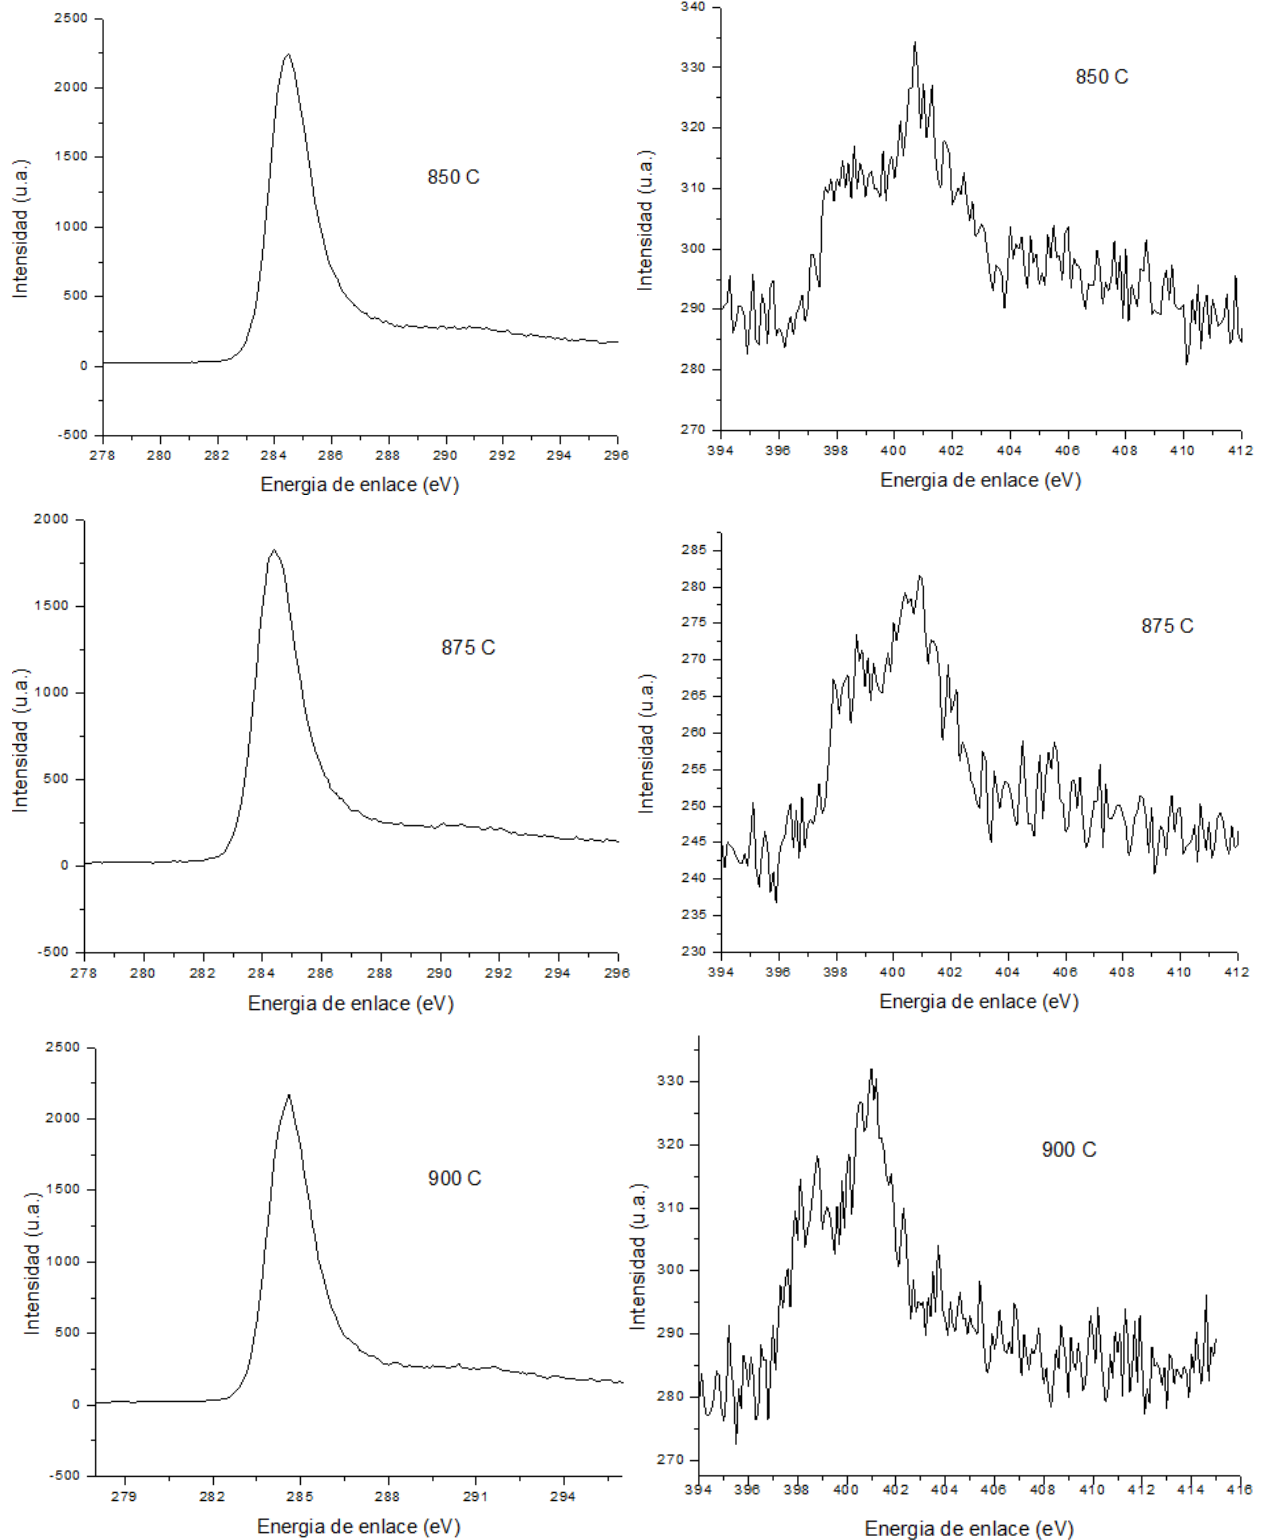 2500
2000
1500
1000
500
0
-500
278 280 282 284 286 288 290 292 294 296
Intensidad (u.a.)
850 C
Energia de enlace (eV)
340
330
320
310
300
290
280
270
394 396 398 400 402 404 406 408 410 412
Intensidad (u.a.)
850 C
Energia de enlace (eV)
2000
1500
1000
500
0
-500
278 280 282 284 286 288 290 292 294 296
Intensidad (u.a.)
875 C
Energia de enlace (eV)
285
280
275
270
265
260
255
250
245
240
235
230
394 396 398 400 402 404 406 408 410 412
Intensidad (u.a.)
875 C
Energia de enlace (eV)
2500
2000
1500
1000
500
0
-500
279 282 285 288 291 294
Intensidad (u.a.)
900 C
Energia de enlace (eV)
330
320
310
300
290
280
270
394 396 398 400 402 404 406 408 410 412 414 416
Intensidad (u.a.)
900 C
Energia de enlace (eV)